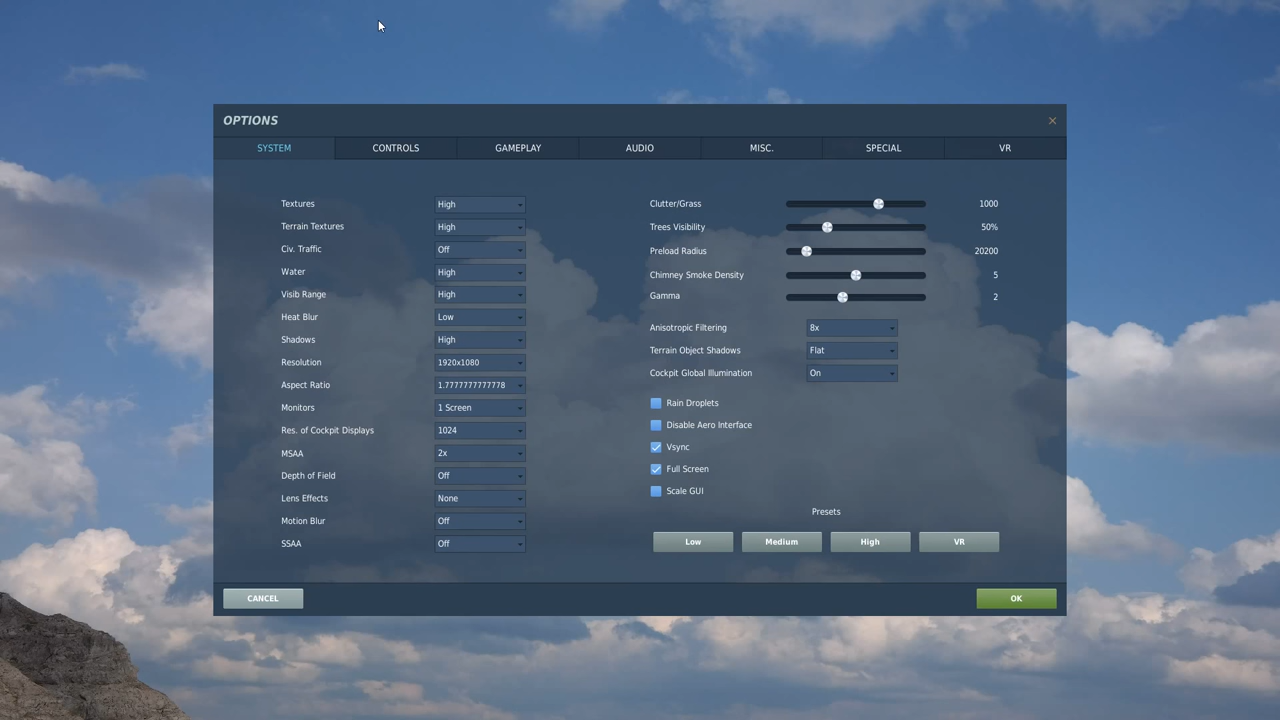 OPTIONS
SYSTEM CONTROLS GAMEPLAY AUDIO MISC. SPECIAL VR
Textures High
Terrain Textures High
Civ. Traffic Off
Water High
Visib Range High
Heat Blur Low
Shadows High
Resolution 1920x1080
Aspect Ratio 1.7777777777778
Monitors 1 Screen
Res. of Cockpit Displays 1024
MSAA 2x
Depth of Field Off
Lens Effects None
Motion Blur Off
SSAA Off
Clutter/Grass 1000
Trees Visibility 50%
Preload Radius 20200
Chimney Smoke Density 5
Gamma 2
Anisotropic Filtering 8x
Terrain Object Shadows Flat
Cockpit Global Illumination On
Rain Droplets
Disable Aero Interface
Vsync
Full Screen
Scale GUI
Presets
Low Medium High VR
CANCEL OK